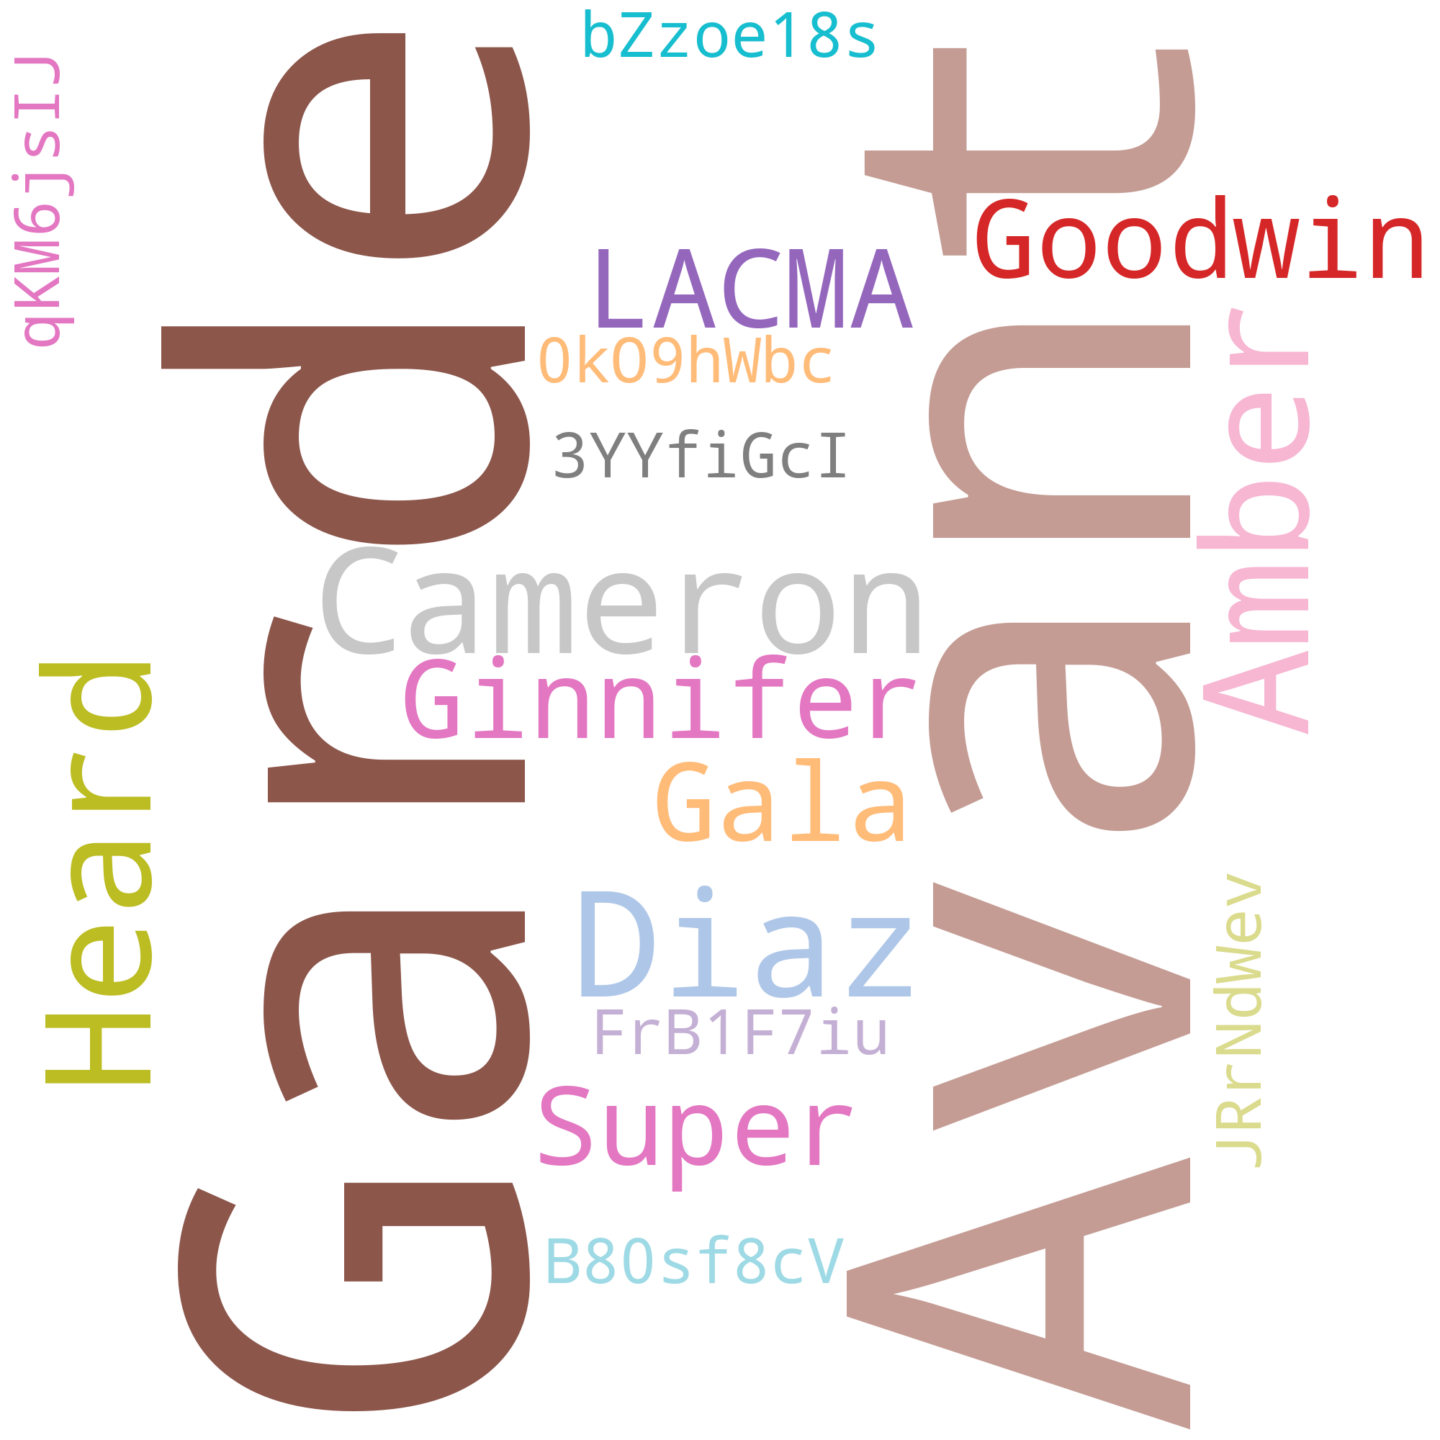 bZzoe18s
qKM6jsIJ
Garde
Avant
Goodwin
LACMA
0kO9hWbc
3YYfiGcI
Amber
Cameron
Ginnifer
Heard
Gala
Diaz
JRrNdWev
FrB1F7iu
Super
B80sf8cV